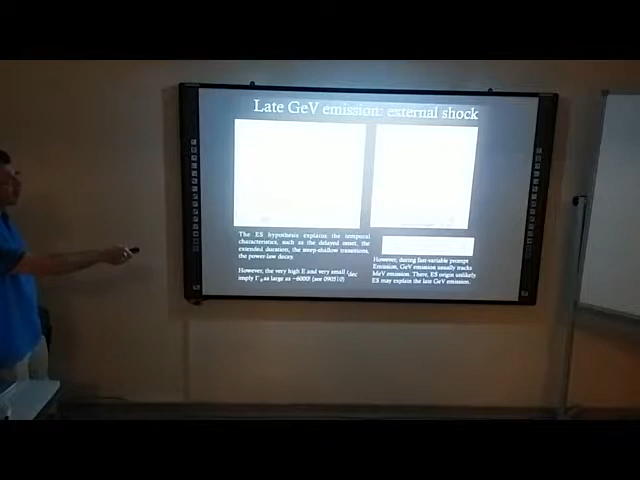 Late GeV emission: external shock
The ES hypothesis explains the temporal
characteristics, such as the delayed onset, the
extended duration, the steep-shallow transitions,
the power-law decay.
However, the very high E and very small t dec
imply Γ as large as ~6000! (see 090510)
However, during fast-variable prompt
Emission, GeV emission usually tracks
MeV emission. There, ES origin unlikely
ES may explain the late GeV emission.